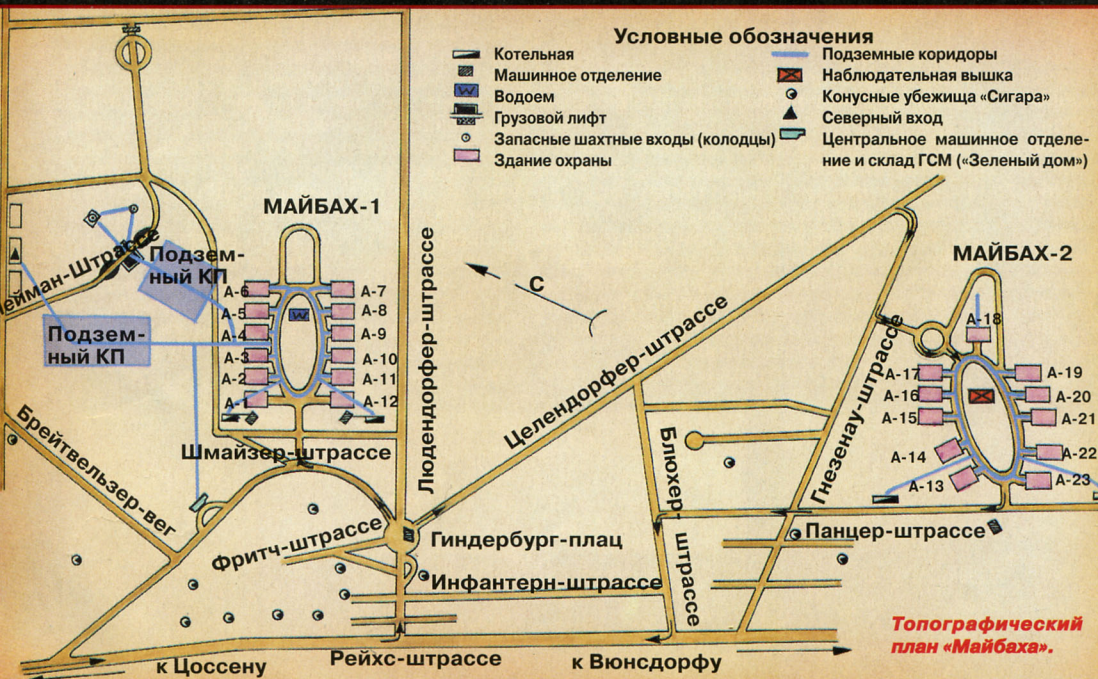 Условные обозначения
Котельная
Машинное отделение
Водоем
Грузовой лифт
Запасные шахтные входы (колодцы)
Здание охраны
Подземные коридоры
Наблюдательная вышка
Конусные убежища «Сигара»
Северный вход
Центральное машинное отделе-
ние и склад ГСМ («Зеленый дом»)
МАЙБАХ-1
ейман-Штрассе
Подзем-
ный КП
Подзем-
ный КП
А-6
А-5
А-4
А-3
А-2
А-1
W
А-7
А-8
А-9
А-10
А-11
А-12
Людендорфер-штрассе
С
Целендорфер-штрассе
Гнезенау-штрассе
МАЙБАХ-2
А-18
А-17
А-16
А-15
А-14
А-13
А-19
А-20
А-21
А-22
А-23
Брейтвельзер-вег
Шмайзер-штрассе
Фритч-штрассе
Гиндербург-плац
Блюхер-
штрассе
Панцер-штрассе
Инфантерн-штрассе
к Цоссену
Рейхс-штрассе
к Вюнсдорфу
Топографический
план «Майбаха».